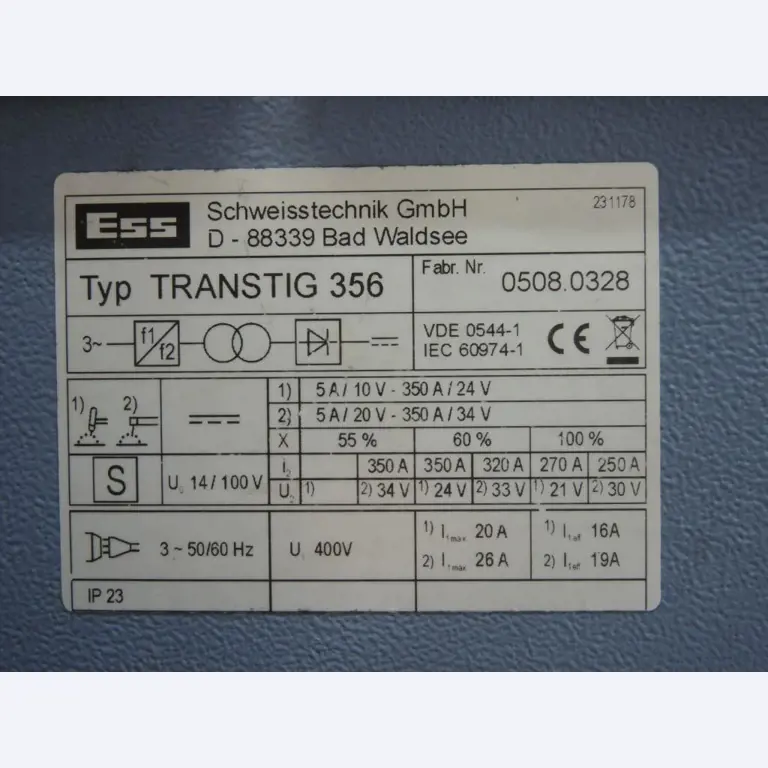 Ess
Schweisstechnik GmbH
D - 88339 Bad Waldsee
231178
Typ TRANSTIG 356
Fabr. Nr. 0508.0328
3~ f1 f2
VDE 0544-1
IEC 60974-1
CE
1) 2)
1) 5 A / 10 V - 350 A / 24 V
2) 5 A / 20 V - 350 A / 34 V
X 55 % 60 % 100 %
I2 350 A 350 A 320 A 270 A 250 A
S U0 14 / 100 V U2 1) 2) 34 V 1) 24 V 2) 33 V 1) 21 V 2) 30 V
3 ~ 50/60 Hz U1 400V
1) I1max 20 A 1) I1eff 16A
2) I1max 26 A 2) I1eff 19A
IP 23